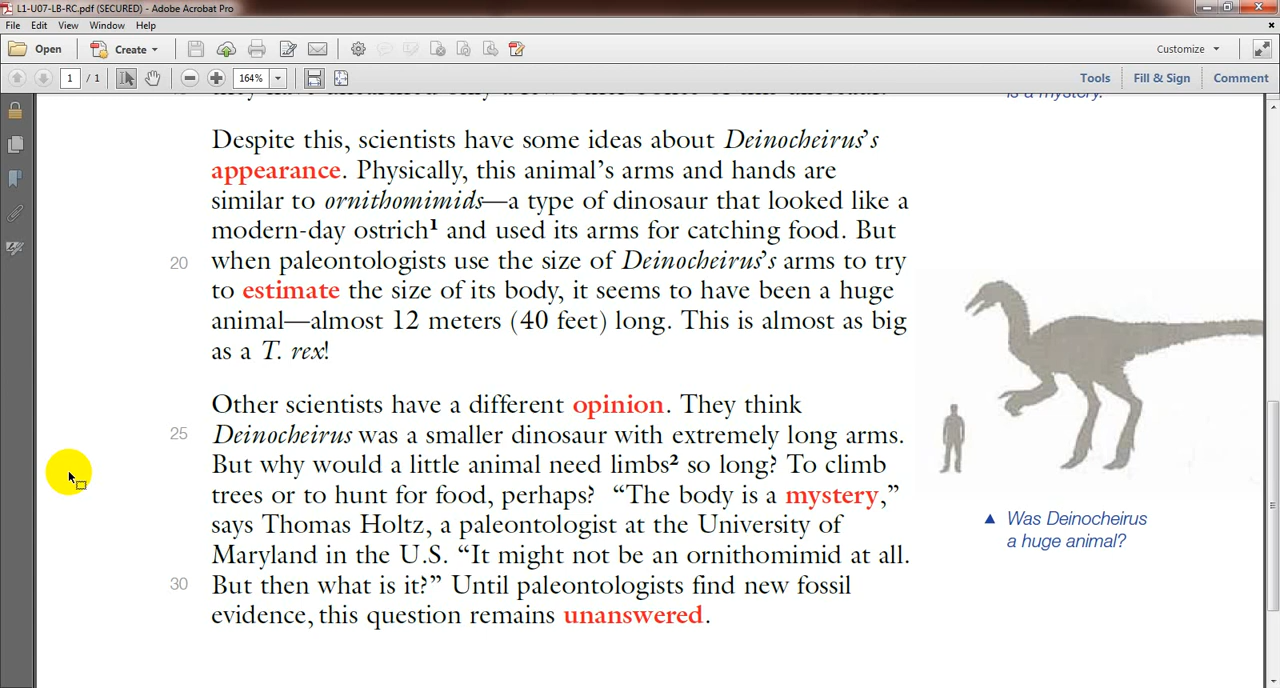 L1-U07-LB-RC.pdf (SECURED) - Adobe Acrobat Pro
File Edit View Window Help
Open Create Customize
1 / 1 164% Tools Fill & Sign Comment
is a mystery.
Despite this, scientists have some ideas about Deinocheirus's
appearance. Physically, this animal's arms and hands are
similar to ornithomimids—a type of dinosaur that looked like a
modern-day ostrich¹ and used its arms for catching food. But
20 when paleontologists use the size of Deinocheirus's arms to try
to estimate the size of its body, it seems to have been a huge
animal—almost 12 meters (40 feet) long. This is almost as big
as a T. rex!
Other scientists have a different opinion. They think
25 Deinocheirus was a smaller dinosaur with extremely long arms.
But why would a little animal need limbs² so long? To climb
trees or to hunt for food, perhaps? “The body is a mystery,”
says Thomas Holtz, a paleontologist at the University of
Maryland in the U.S. “It might not be an ornithomimid at all.
30 But then what is it?” Until paleontologists find new fossil
evidence, this question remains unanswered.
▲ Was Deinocheirus
a huge animal?